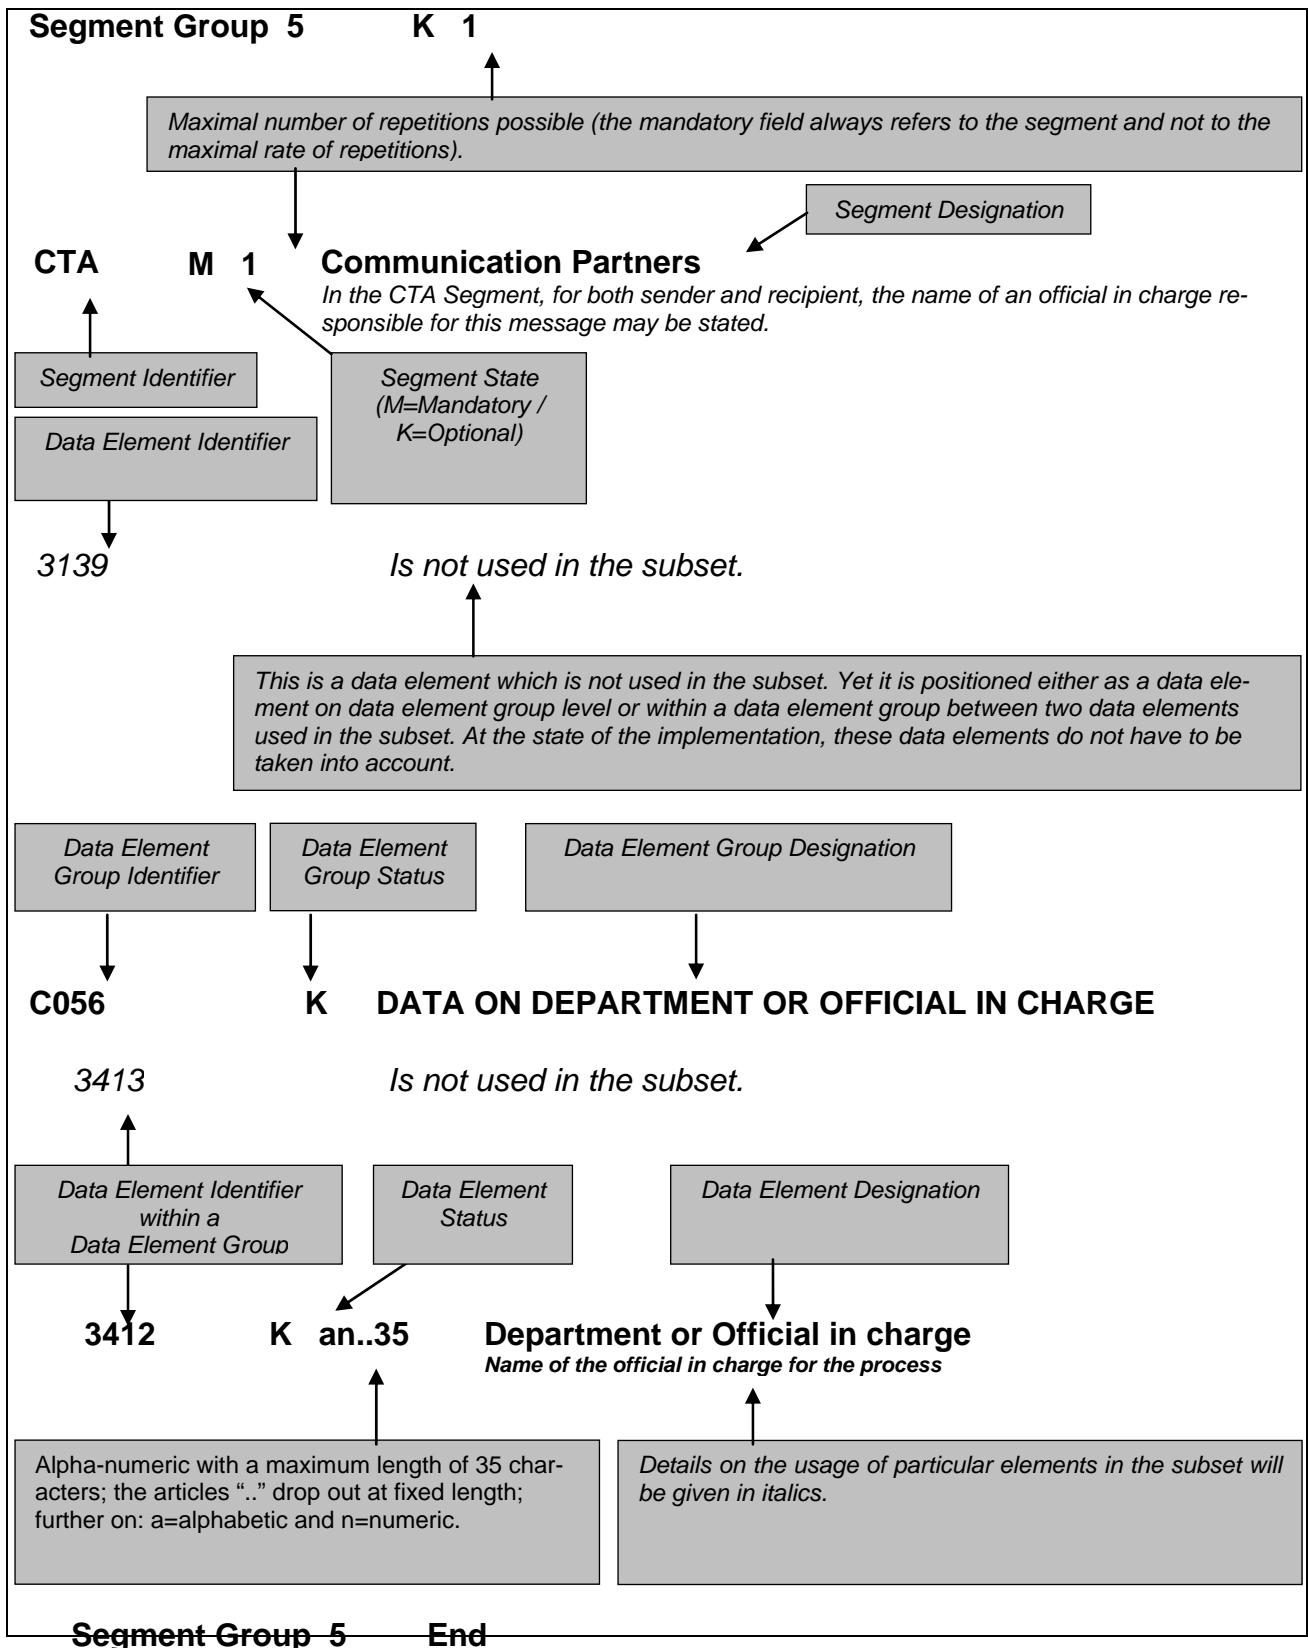 Segment Group 5 K 1
Maximal number of repetitions possible (the mandatory field always refers to the segment and not to the
maximal rate of repetitions).
Segment Designation
CTA M 1 Communication Partners
In the CTA Segment, for both sender and recipient, the name of an official in charge re-
sponsible for this message may be stated.
Segment Identifier
Segment State
(M=Mandatory /
K=Optional)
Data Element Identifier
3139 Is not used in the subset.
This is a data element which is not used in the subset. Yet it is positioned either as a data ele-
ment on data element group level or within a data element group between two data elements
used in the subset. At the state of the implementation, these data elements do not have to be
taken into account.
Data Element
Group Identifier
Data Element
Group Status
Data Element Group Designation
C056 K DATA ON DEPARTMENT OR OFFICIAL IN CHARGE
3413 Is not used in the subset.
Data Element Identifier
within a
Data Element Group
Data Element
Status
Data Element Designation
3412 K an..35 Department or Official in charge
Name of the official in charge for the process
Alpha-numeric with a maximum length of 35 char-
acters; the articles “..” drop out at fixed length;
further on: a=alphabetic and n=numeric.
Details on the usage of particular elements in the subset will
be given in italics.
Segment Group 5 End